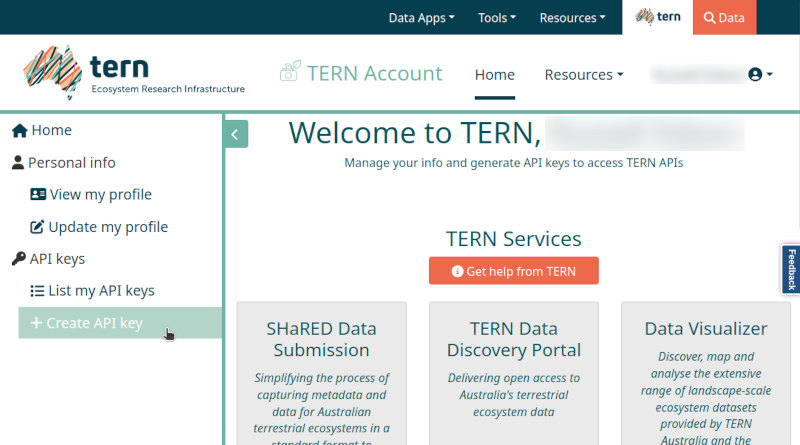 Data Apps Tools Resources tern Data
tern
Ecosystem Research Infrastructure
TERN Account Home Resources
Home
Personal info
View my profile
Update my profile
API keys
List my API keys
Create API key
Welcome to TERN,
Manage your info and generate API keys to access TERN APIs
TERN Services
Get help from TERN
Feedback
SHaRED Data
Submission
Simplifying the process of
capturing metadata and
data for Australian
terrestrial ecosystems in a
standard format to
TERN Data
Discovery Portal
Delivering open access to
Australia's terrestrial
ecosystem data
Data Visualizer
Discover, map and
analyse the extensive
range of landscape-scale
ecosystem datasets
provided by TERN
Australia and the